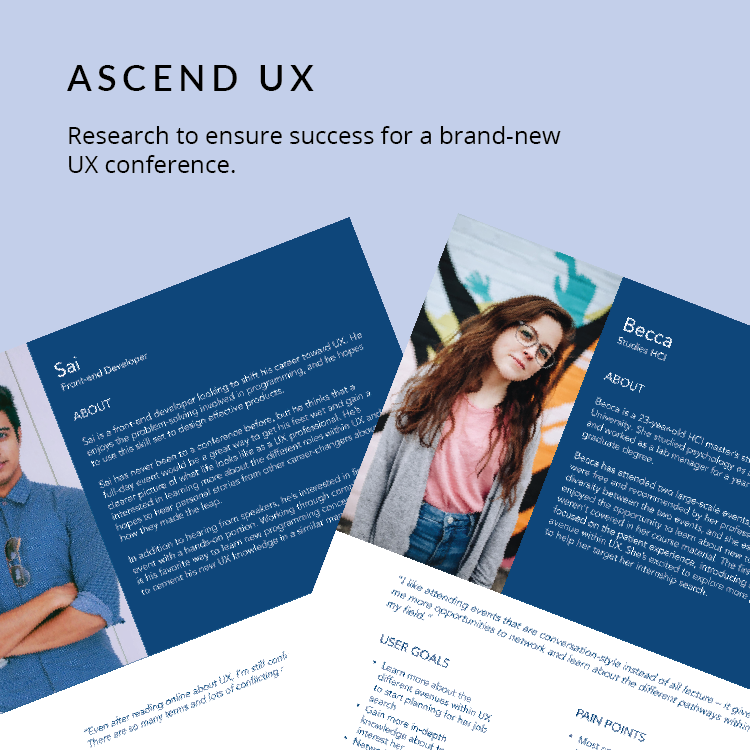 ASCEND UX
Research to ensure success for a brand-new
UX conference.
Sai
Front-end Developer
ABOUT
Sai is a front-end developer looking to shift his career toward UX. He
enjoys the problem-solving involved in programming, and he hopes
to use this skill set to design effective products.
Sai has never been to a conference before, but he thinks that a
full-day event would be a great way to get his feet wet and gain a
clearer picture of what life looks like as a UX professional. He's
interested in learning more about the different roles within UX and
hopes to hear personal stories from other career-changers about
how they made the leap.
In addition to hearing from speakers, he's interested in
event with a hands-on portion. Working through
is his favorite way to learn new programming
to cement his new UX knowledge in a similar
"Even after reading online about UX, I'm still
There are so many terms and lots of conflicting
Becca
Studies HCI
ABOUT
Becca is a 23-year-old HCI master's
University. She studied psychology as
and worked as a lab manager for a year
graduate degree.
Becca has attended two large-scale events
were free and recommended by her
diversity between the two events, and she
enjoyed the opportunity to learn about new
weren't covered in her course material. The
focused on the patient experience, introducing
avenue within UX. She's excited to explore more
to help her target her internship search.
"I like attending events that are conversation-style instead of all lecture – it
me more opportunities to network and learn about the different pathways
my field."
USER GOALS
• Learn more about the
different avenues within UX
to start planning for her job
search
• Gain more in-depth
knowledge about
interest her
•
PAIN POINTS
• Most